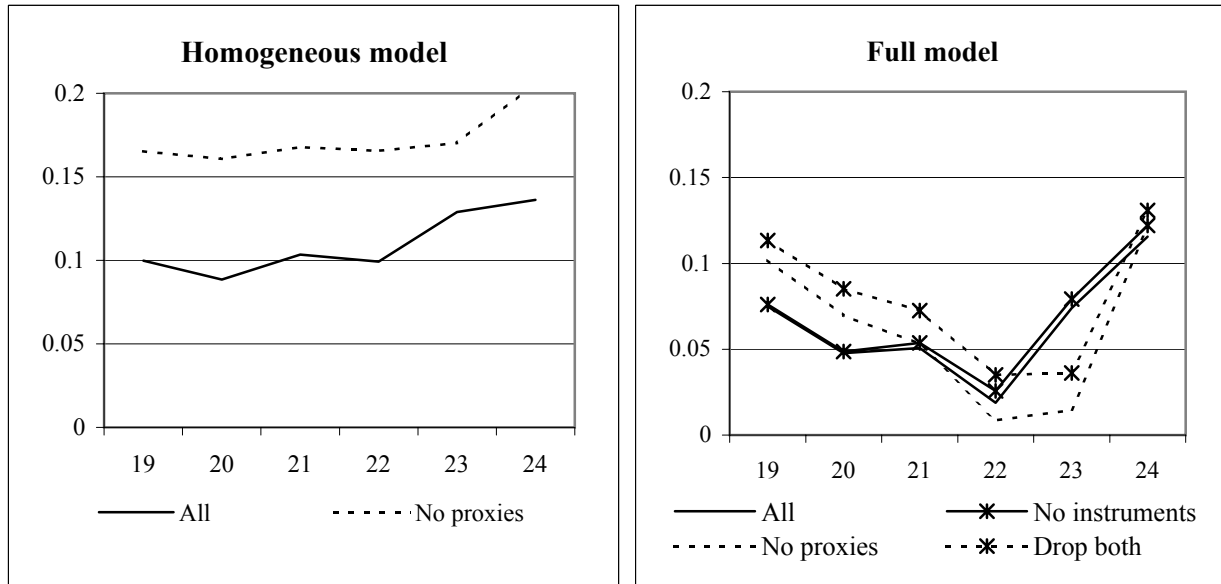 Homogeneous model
0.2
0.15
0.1
0.05
0
19 20 21 22 23 24
All No proxies
Full model
0.2
0.15
0.1
0.05
0
19 20 21 22 23 24
All No instruments
No proxies Drop both